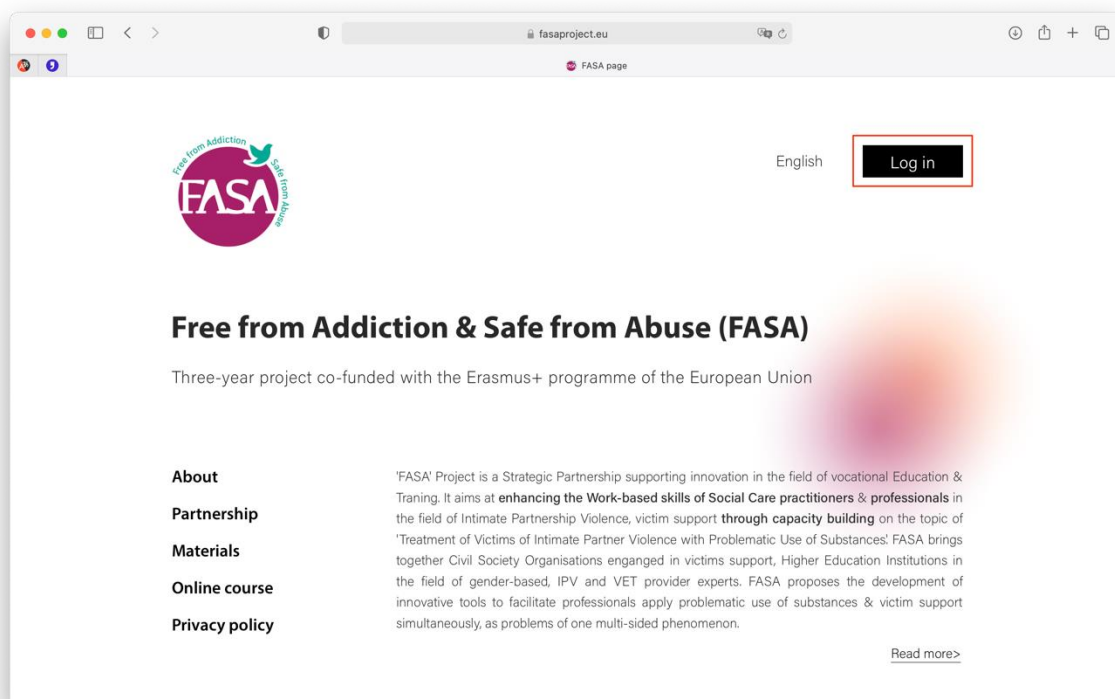 fasaproject.eu
FASA page
Free from Addiction
Safe from Abuse
FASA
English
Log in
Free from Addiction & Safe from Abuse (FASA)
Three-year project co-funded with the Erasmus+ programme of the European Union
About
Partnership
Materials
Online course
Privacy policy
'FASA' Project is a Strategic Partnership supporting innovation in the field of vocational Education &
Traning. It aims at enhancing the Work-based skills of Social Care practitioners & professionals in
the field of Intimate Partnership Violence, victim support through capacity building on the topic of
'Treatment of Victims of Intimate Partner Violence with Problematic Use of Substances'. FASA brings
together Civil Society Organisations enganged in victims support, Higher Education Institutions in
the field of gender-based, IPV and VET provider experts. FASA proposes the development of
innovative tools to facilitate professionals apply problematic use of substances & victim support
simultaneously, as problems of one multi-sided phenomenon.
Read more>